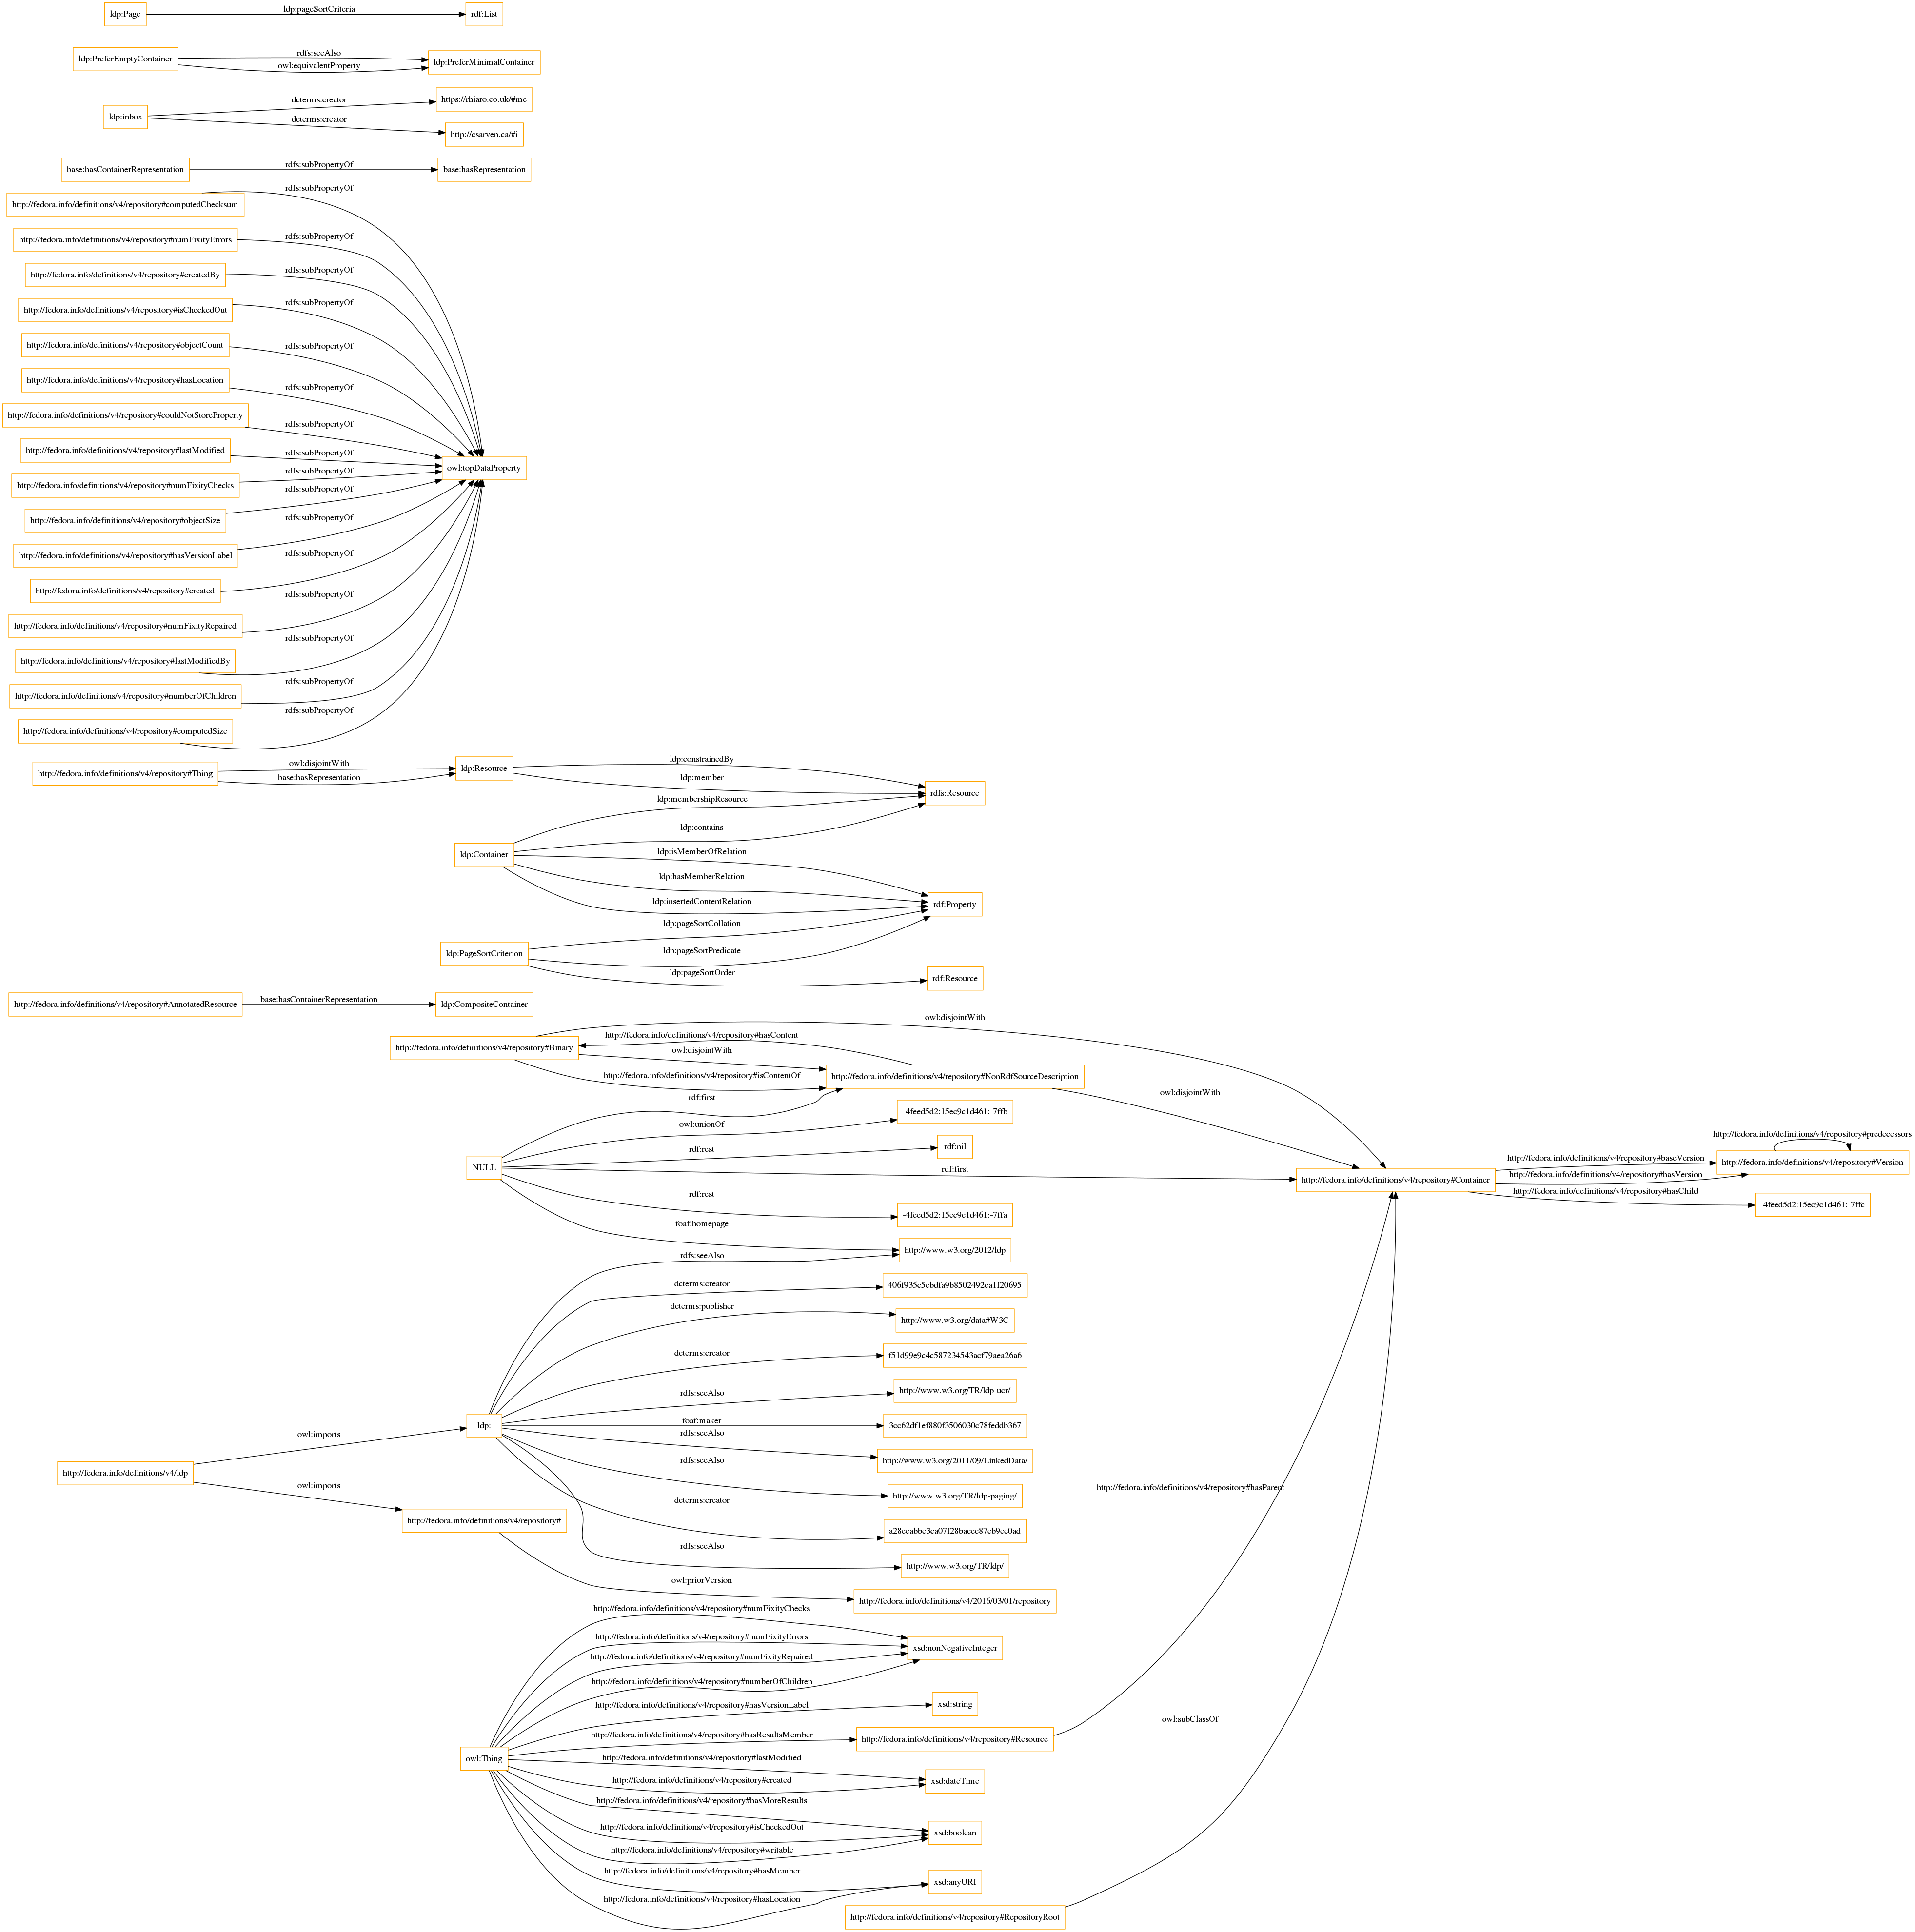 ldp:Page
ldp:pageSortCriteria
rdf:List
ldp:PreferEmptyContainer
rdfs:seeAlso
owl:equivalentProperty
ldp:PreferMinimalContainer
ldp:inbox
dcterms:creator
https://rhiaro.co.uk/#me
dcterms:creator
http://csarven.ca/#i
base:hasContainerRepresentation
rdfs:subPropertyOf
base:hasRepresentation
http://fedora.info/definitions/v4/repository#computedChecksum
rdfs:subPropertyOf
http://fedora.info/definitions/v4/repository#numFixityErrors
rdfs:subPropertyOf
http://fedora.info/definitions/v4/repository#createdBy
rdfs:subPropertyOf
http://fedora.info/definitions/v4/repository#isCheckedOut
rdfs:subPropertyOf
http://fedora.info/definitions/v4/repository#objectCount
rdfs:subPropertyOf
http://fedora.info/definitions/v4/repository#hasLocation
rdfs:subPropertyOf
http://fedora.info/definitions/v4/repository#couldNotStoreProperty
rdfs:subPropertyOf
http://fedora.info/definitions/v4/repository#lastModified
rdfs:subPropertyOf
owl:topDataProperty
http://fedora.info/definitions/v4/repository#numFixityChecks
rdfs:subPropertyOf
http://fedora.info/definitions/v4/repository#objectSize
rdfs:subPropertyOf
http://fedora.info/definitions/v4/repository#hasVersionLabel
rdfs:subPropertyOf
http://fedora.info/definitions/v4/repository#created
rdfs:subPropertyOf
http://fedora.info/definitions/v4/repository#numFixityRepaired
rdfs:subPropertyOf
http://fedora.info/definitions/v4/repository#lastModifiedBy
rdfs:subPropertyOf
http://fedora.info/definitions/v4/repository#numberOfChildren
rdfs:subPropertyOf
http://fedora.info/definitions/v4/repository#computedSize
rdfs:subPropertyOf
http://fedora.info/definitions/v4/repository#Thing
owl:disjointWith
base:hasRepresentation
ldp:Resource
ldp:constrainedBy
ldp:member
rdfs:Resource
ldp:membershipResource
ldp:contains
ldp:Container
ldp:isMemberOfRelation
ldp:hasMemberRelation
ldp:insertedContentRelation
rdf:Property
ldp:pageSortCollation
ldp:PageSortCriterion
ldp:pageSortPredicate
ldp:pageSortOrder
rdf:Resource
http://fedora.info/definitions/v4/repository#AnnotatedResource
base:hasContainerRepresentation
ldp:CompositeContainer
owl:disjointWith
http://fedora.info/definitions/v4/repository#hasContent
http://fedora.info/definitions/v4/repository#Binary
owl:disjointWith
http://fedora.info/definitions/v4/repository#isContentOf
http://fedora.info/definitions/v4/repository#NonRdfSourceDescription
owl:disjointWith
rdf:first
owl:unionOf
-4feed5d2:15ec9c1d461:-7ffb
rdf:rest
rdf:nil
NULL
rdf:first
http://fedora.info/definitions/v4/repository#Container
http://fedora.info/definitions/v4/repository#predecessors
http://fedora.info/definitions/v4/repository#baseVersion
http://fedora.info/definitions/v4/repository#Version
http://fedora.info/definitions/v4/repository#hasVersion
http://fedora.info/definitions/v4/repository#hasChild
-4feed5d2:15ec9c1d461:-7ffc
rdf:rest
-4feed5d2:15ec9c1d461:-7ffa
foaf:homepage
rdfs:seeAlso
http://www.w3.org/2012/ldp
dcterms:creator
406f935c5ebdfa9b8502492ca1f20695
dcterms:publisher
http://www.w3.org/data#W3C
dcterms:creator
f51d99e9c4c587234543acf79aea26a6
rdfs:seeAlso
http://www.w3.org/TR/ldp-ucr/
ldp:
foaf:maker
3cc62df1ef880f3506030c78feddb367
rdfs:seeAlso
http://www.w3.org/2011/09/LinkedData/
rdfs:seeAlso
http://www.w3.org/TR/ldp-paging/
dcterms:creator
a28eeabbe3ca07f28bacec87eb9ee0ad
rdfs:seeAlso
http://www.w3.org/TR/ldp/
http://fedora.info/definitions/v4/ldp
owl:imports
owl:imports
http://fedora.info/definitions/v4/repository#
owl:priorVersion
http://fedora.info/definitions/v4/2016/03/01/repository
http://fedora.info/definitions/v4/repository#hasParent
http://fedora.info/definitions/v4/repository#numFixityChecks
http://fedora.info/definitions/v4/repository#numFixityErrors
xsd:nonNegativeInteger
http://fedora.info/definitions/v4/repository#numFixityRepaired
http://fedora.info/definitions/v4/repository#numberOfChildren
http://fedora.info/definitions/v4/repository#hasVersionLabel
xsd:string
http://fedora.info/definitions/v4/repository#hasResultsMember
http://fedora.info/definitions/v4/repository#Resource
owl:subClassOf
owl:Thing
http://fedora.info/definitions/v4/repository#lastModified
http://fedora.info/definitions/v4/repository#created
xsd:dateTime
http://fedora.info/definitions/v4/repository#hasMoreResults
http://fedora.info/definitions/v4/repository#isCheckedOut
xsd:boolean
http://fedora.info/definitions/v4/repository#writable
http://fedora.info/definitions/v4/repository#hasMember
xsd:anyURI
http://fedora.info/definitions/v4/repository#hasLocation
http://fedora.info/definitions/v4/repository#RepositoryRoot